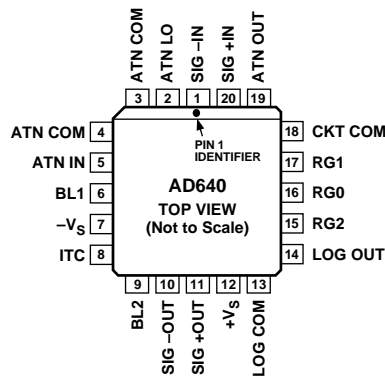 ATN COM
ATN LO
SIG –IN
SIG +IN
ATN OUT
3 2 1 20 19
ATN COM 4
ATN IN 5
BL1 6
–VS 7
ITC 8
PIN 1
IDENTIFIER
AD640
TOP VIEW
(Not to Scale)
18 CKT COM
17 RG1
16 RG0
15 RG2
14 LOG OUT
9 10 11 12 13
BL2
SIG –OUT
SIG +OUT
+VS
LOG COM